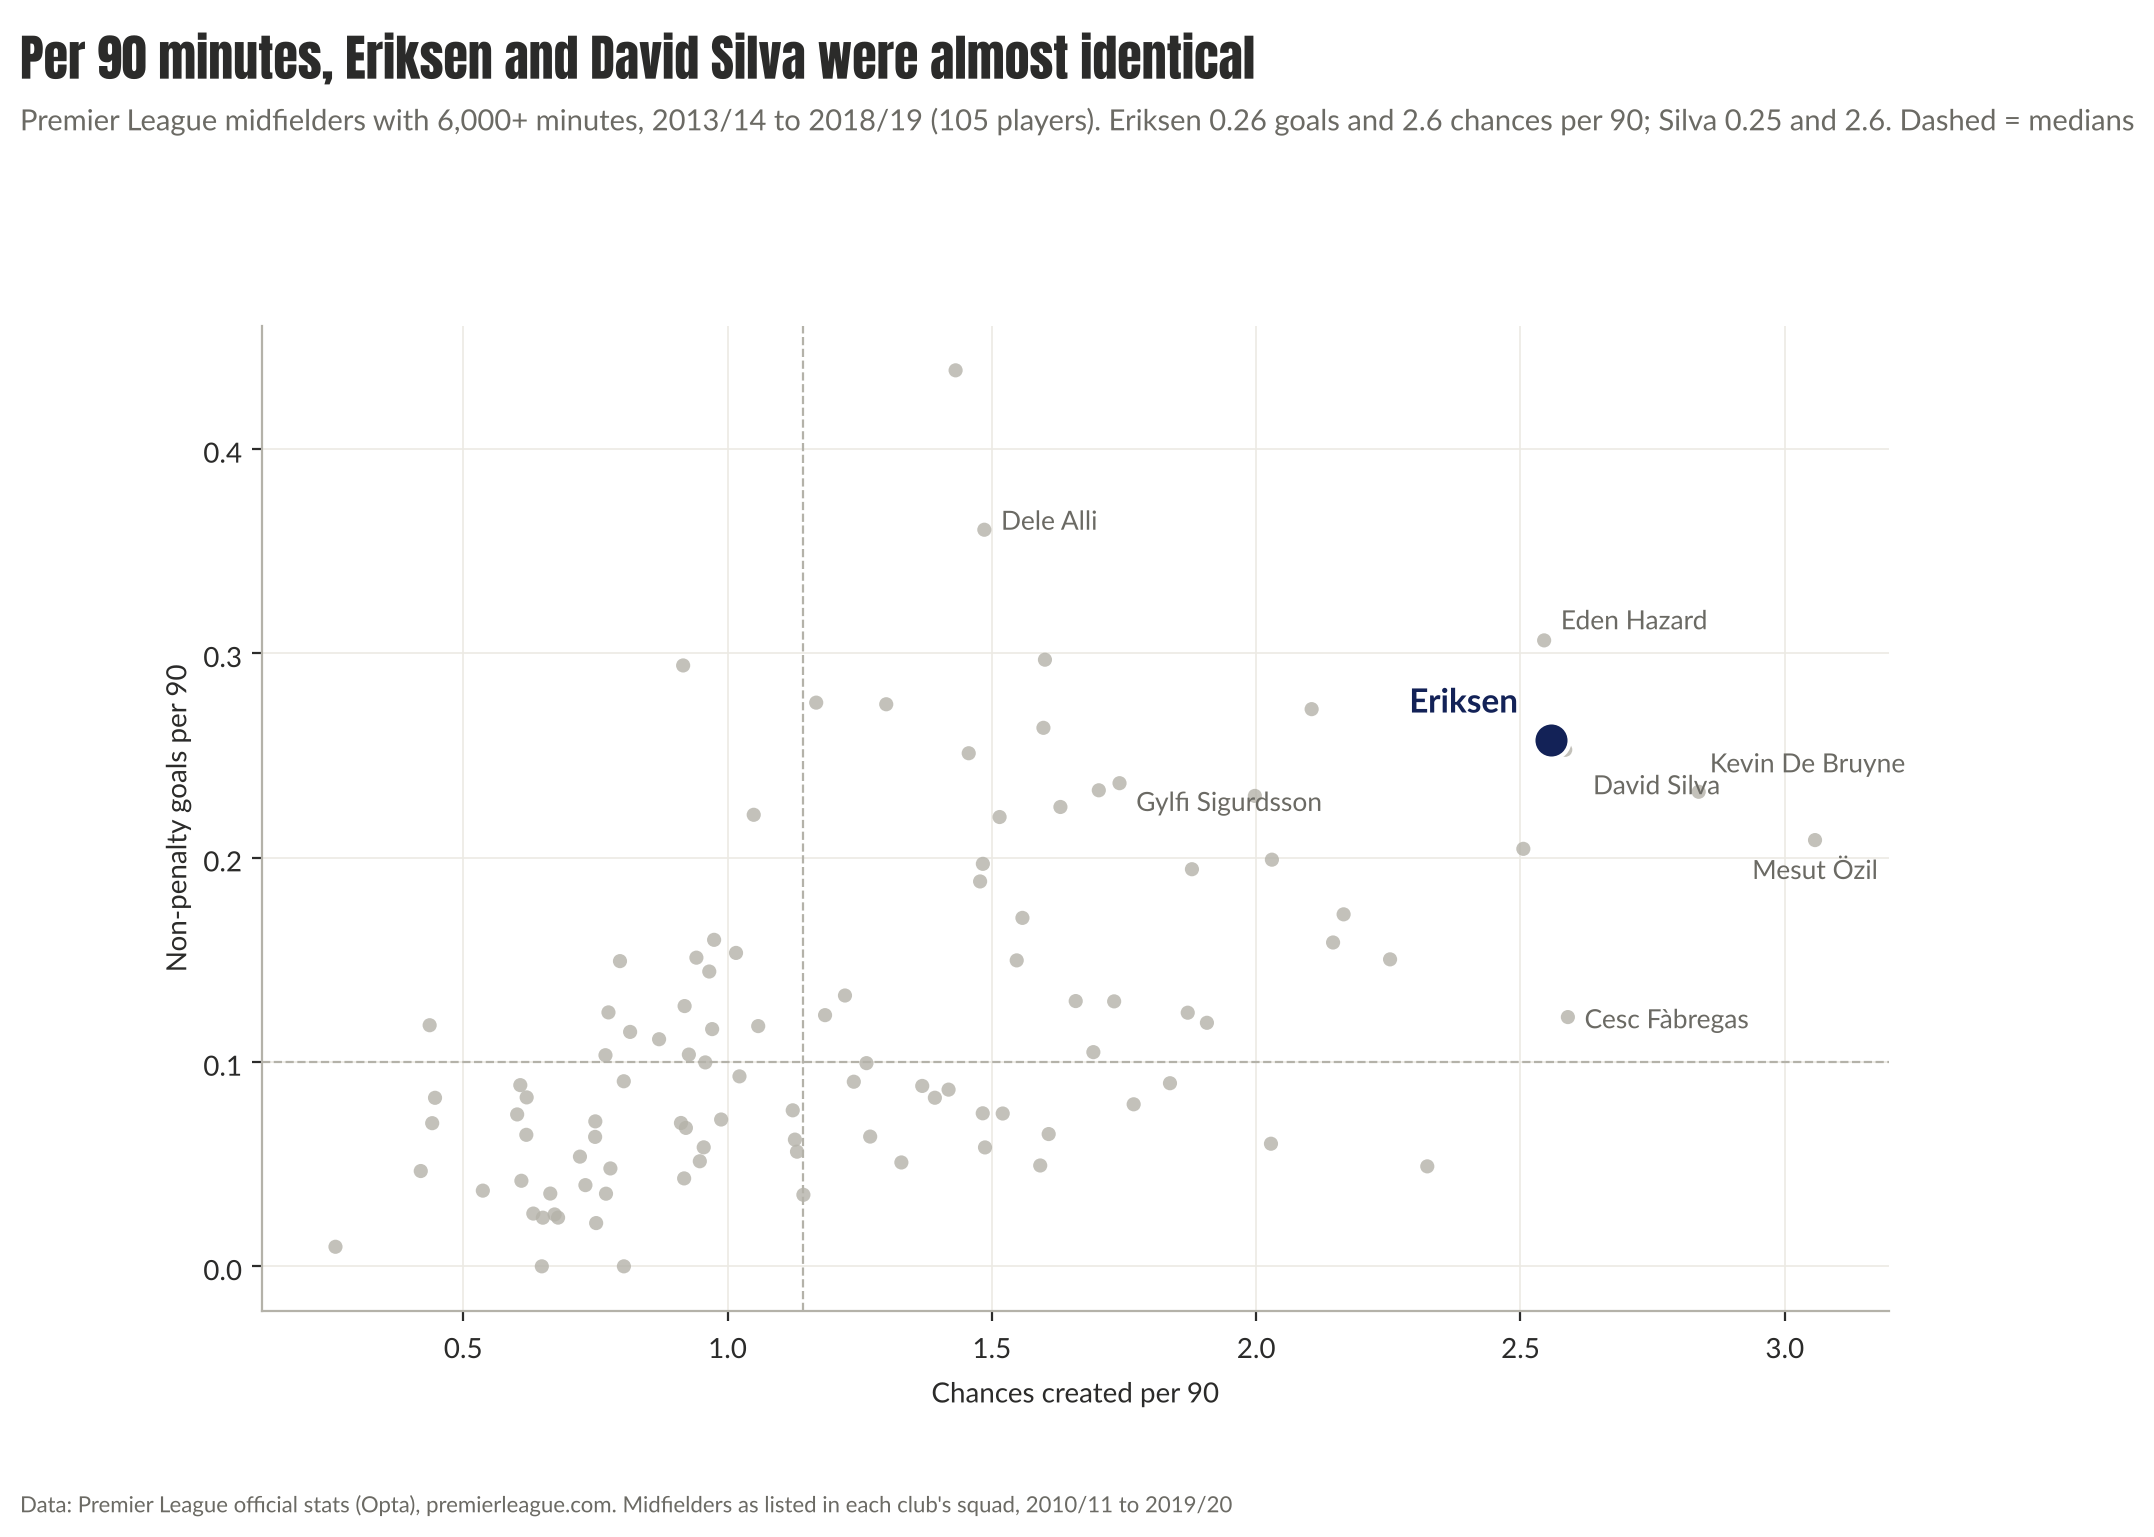 Per 90 minutes, Eriksen and David Silva were almost identical
Premier League midfielders with 6,000+ minutes, 2013/14 to 2018/19 (105 players). Eriksen 0.26 goals and 2.6 chances per 90; Silva 0.25 and 2.6. Dashed = medians
Non-penalty goals per 90
0.4
0.3
0.2
0.1
0.0
Dele Alli
Eden Hazard
Eriksen
Kevin De Bruyne
David Silva
Gylfi Sigurdsson
Mesut Özil
Cesc Fàbregas
0.5
1.0
1.5
2.0
2.5
3.0
Chances created per 90
Data: Premier League official stats (Opta), premierleague.com. Midfielders as listed in each club's squad, 2010/11 to 2019/20